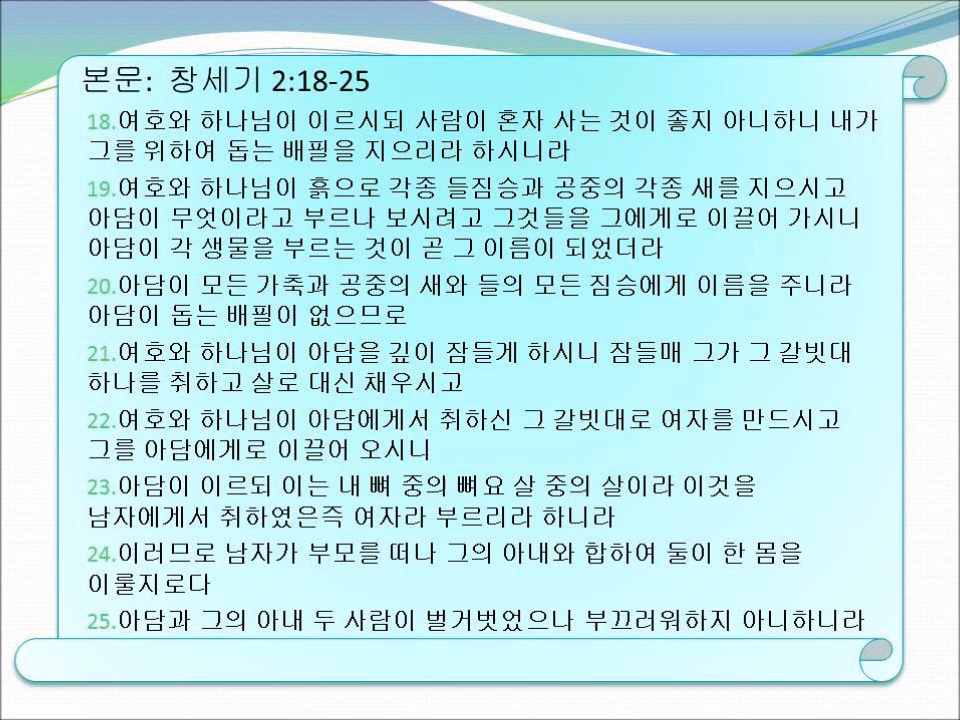 본문: 창세기 2:18-25
18.여호와 하나님이 이르시되 사람이 혼자 사는 것이 좋지 아니하니 내가
그를 위하여 돕는 배필을 지으리라 하시니라
19.여호와 하나님이 흙으로 각종 들짐승과 공중의 각종 새를 지으시고
아담이 무엇이라고 부르나 보시려고 그것들을 그에게로 이끌어 가시니
아담이 각 생물을 부르는 것이 곧 그 이름이 되었더라
20.아담이 모든 가축과 공중의 새와 들의 모든 짐승에게 이름을 주니라
아담이 돕는 배필이 없으므로
21.여호와 하나님이 아담을 깊이 잠들게 하시니 잠들매 그가 그 갈빗대
하나를 취하고 살로 대신 채우시고
22.여호와 하나님이 아담에게서 취하신 그 갈빗대로 여자를 만드시고
그를 아담에게로 이끌어 오시니
23.아담이 이르되 이는 내 뼈 중의 뼈요 살 중의 살이라 이것을
남자에게서 취하였은즉 여자라 부르리라 하니라
24.이러므로 남자가 부모를 떠나 그의 아내와 합하여 둘이 한 몸을
이룰지로다
25.아담과 그의 아내 두 사람이 벌거벗었으나 부끄러워하지 아니하니라